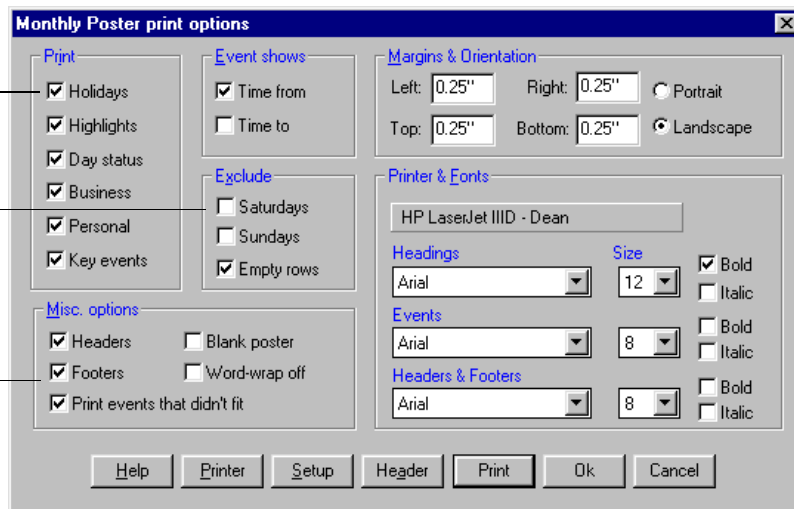 Monthly Poster print options
Print
Holidays
Highlights
Day status
Business
Personal
Key events
Event shows
Time from
Time to
Exclude
Saturdays
Sundays
Empty rows
Misc. options
Headers
Blank poster
Footers
Word-wrap off
Print events that didn't fit
Margins & Orientation
Left: 0.25" Right: 0.25" Portrait
Top: 0.25" Bottom: 0.25" Landscape
Printer & Fonts
HP LaserJet IIID - Dean
Headings Size
Arial 12 Bold
Italic
Events
Arial 8 Bold
Italic
Headers & Footers
Arial 8 Bold
Italic
Help Printer Setup Header Print Ok Cancel